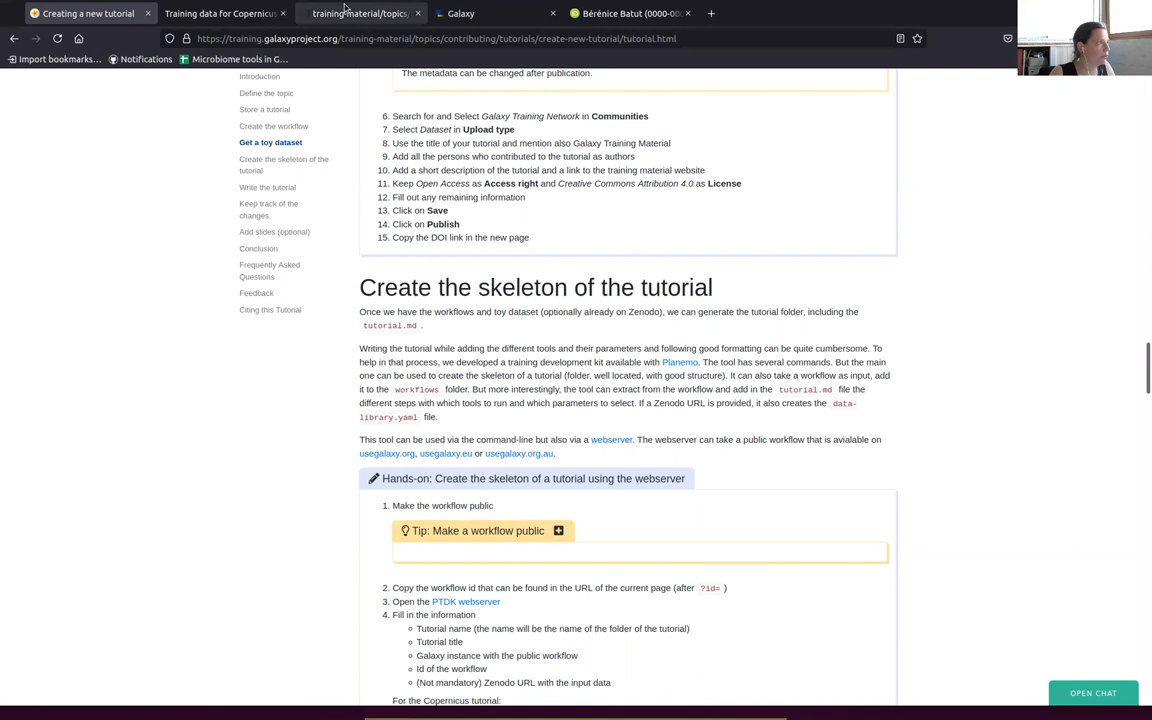 Creating a new tutorial
Training data for Copernicus
training-material/topics/
Galaxy
Bérénice Batut (0000-000
https://training.galaxyproject.org/training-material/topics/contributing/tutorials/create-new-tutorial/tutorial.html
Import bookmarks...
Notifications
Microbiome tools in G...
Introduction
Define the topic
Store a tutorial
Create the workflow
Get a toy dataset
Create the skeleton of the
tutorial
Write the tutorial
Keep track of the
changes
Add slides (optional)
Conclusion
Frequently Asked
Questions
Feedback
Citing this Tutorial
The metadata can be changed after publication.
6. Search for and Select Galaxy Training Network in Communities
7. Select Dataset in Upload type
8. Use the title of your tutorial and mention also Galaxy Training Material
9. Add all the persons who contributed to the tutorial as authors
10. Add a short description of the tutorial and a link to the training material website
11. Keep Open Access as Access right and Creative Commons Attribution 4.0 as License
12. Fill out any remaining information
13. Click on Save
14. Click on Publish
15. Copy the DOI link in the new page
Create the skeleton of the tutorial
Once we have the workflows and toy dataset (optionally already on Zenodo), we can generate the tutorial folder, including the
tutorial.md .
Writing the tutorial while adding the different tools and their parameters and following good formatting can be quite cumbersome. To
help in that process, we developed a training development kit available with Planemo. The tool has several commands. But the main
one can be used to create the skeleton of a tutorial (folder, well located, with good structure). It can also take a workflow as input, add
it to the workflows folder. But more interestingly, the tool can extract from the workflow and add in the tutorial.md file the
different steps with which tools to run and which parameters to select. If a Zenodo URL is provided, it also creates the data-
library.yaml file.
This tool can be used via the command-line but also via a webserver. The webserver can take a public workflow that is avialable on
usegalaxy.org, usegalaxy.eu or usegalaxy.org.au.
Hands-on: Create the skeleton of a tutorial using the webserver
1. Make the workflow public
Tip: Make a workflow public
2. Copy the workflow id that can be found in the URL of the current page (after ?id= )
3. Open the PTDK webserver
4. Fill in the information
Tutorial name (the name will be the name of the folder of the tutorial)
Tutorial title
Galaxy instance with the public workflow
Id of the workflow
(Not mandatory) Zenodo URL with the input data
For the Copernicus tutorial:
OPEN CHAT